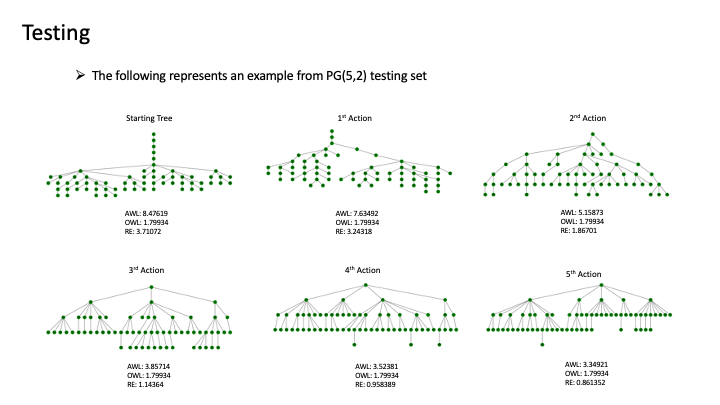 Testing
➢ The following represents an example from PG(5,2) testing set
Starting Tree
AWL: 8.47619
OWL: 1.79934
RE: 3.71072
1st Action
AWL: 7.63492
OWL: 1.79934
RE: 3.24318
2nd Action
AWL: 5.15873
OWL: 1.79934
RE: 1.86701
3rd Action
AWL: 3.85714
OWL: 1.79934
RE: 1.14364
4th Action
AWL: 3.52381
OWL: 1.79934
RE: 0.958389
5th Action
AWL: 3.34921
OWL: 1.79934
RE: 0.861352